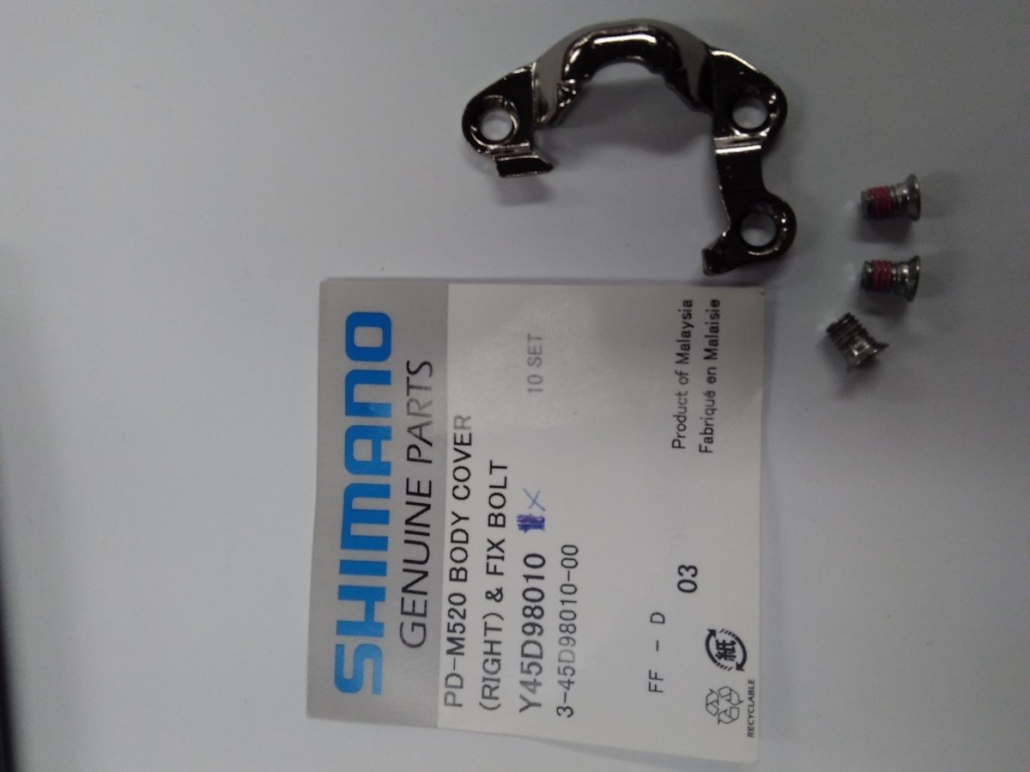 SHIMANO
GENUINE PARTS
PD-M520 BODY COVER
(RIGHT) & FIX BOLT
Y45D98010 X 10 SET
3-45D98010-00
FF - D 03
Product of Malaysia
Fabriqué en Malaisie
紙
RECYCLABLE